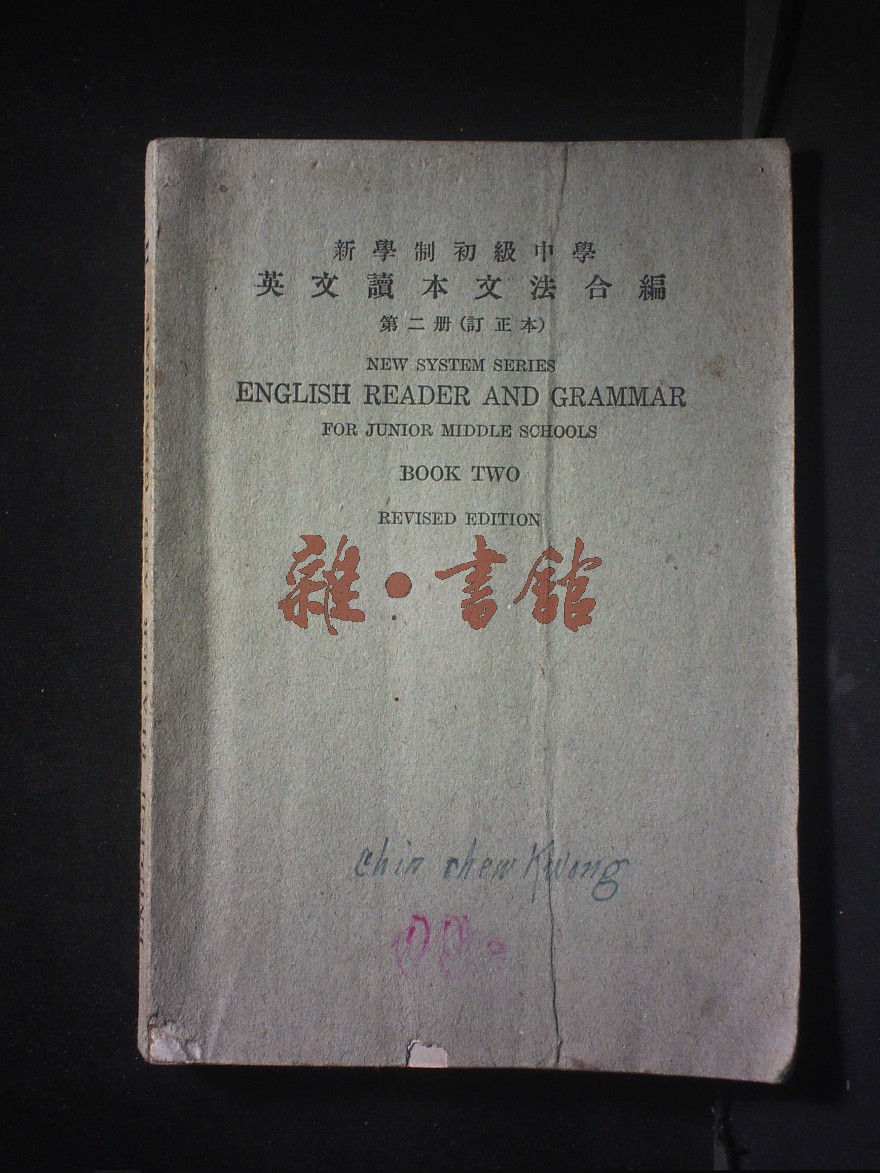 新學制初級中學
英文讀本文法合編
第二册(訂正本)
NEW SYSTEM SERIES
ENGLISH READER AND GRAMMAR
FOR JUNIOR MIDDLE SCHOOLS
BOOK TWO
REVISED EDITION
雜·書館
Chin chew Kwong